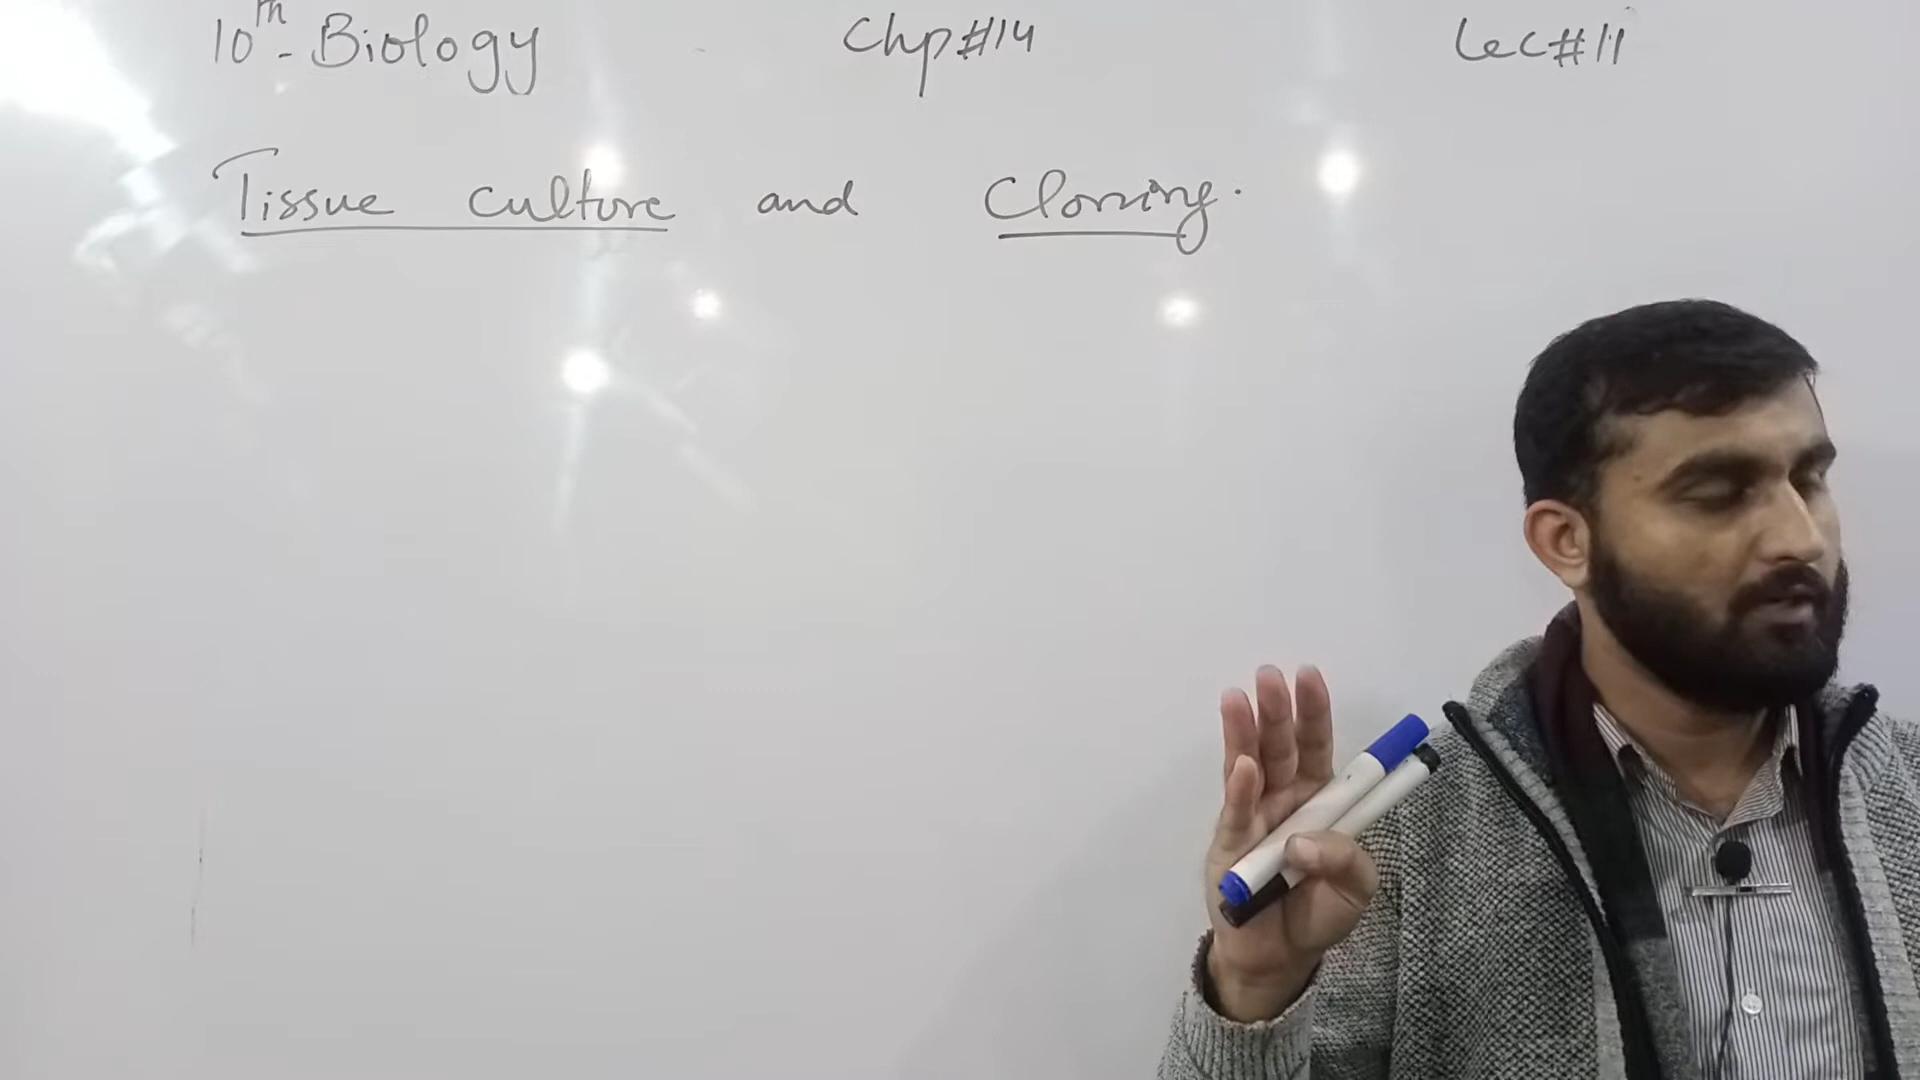 10th - Biology Chp#14 Lec#11
Tissue culture and Cloning.